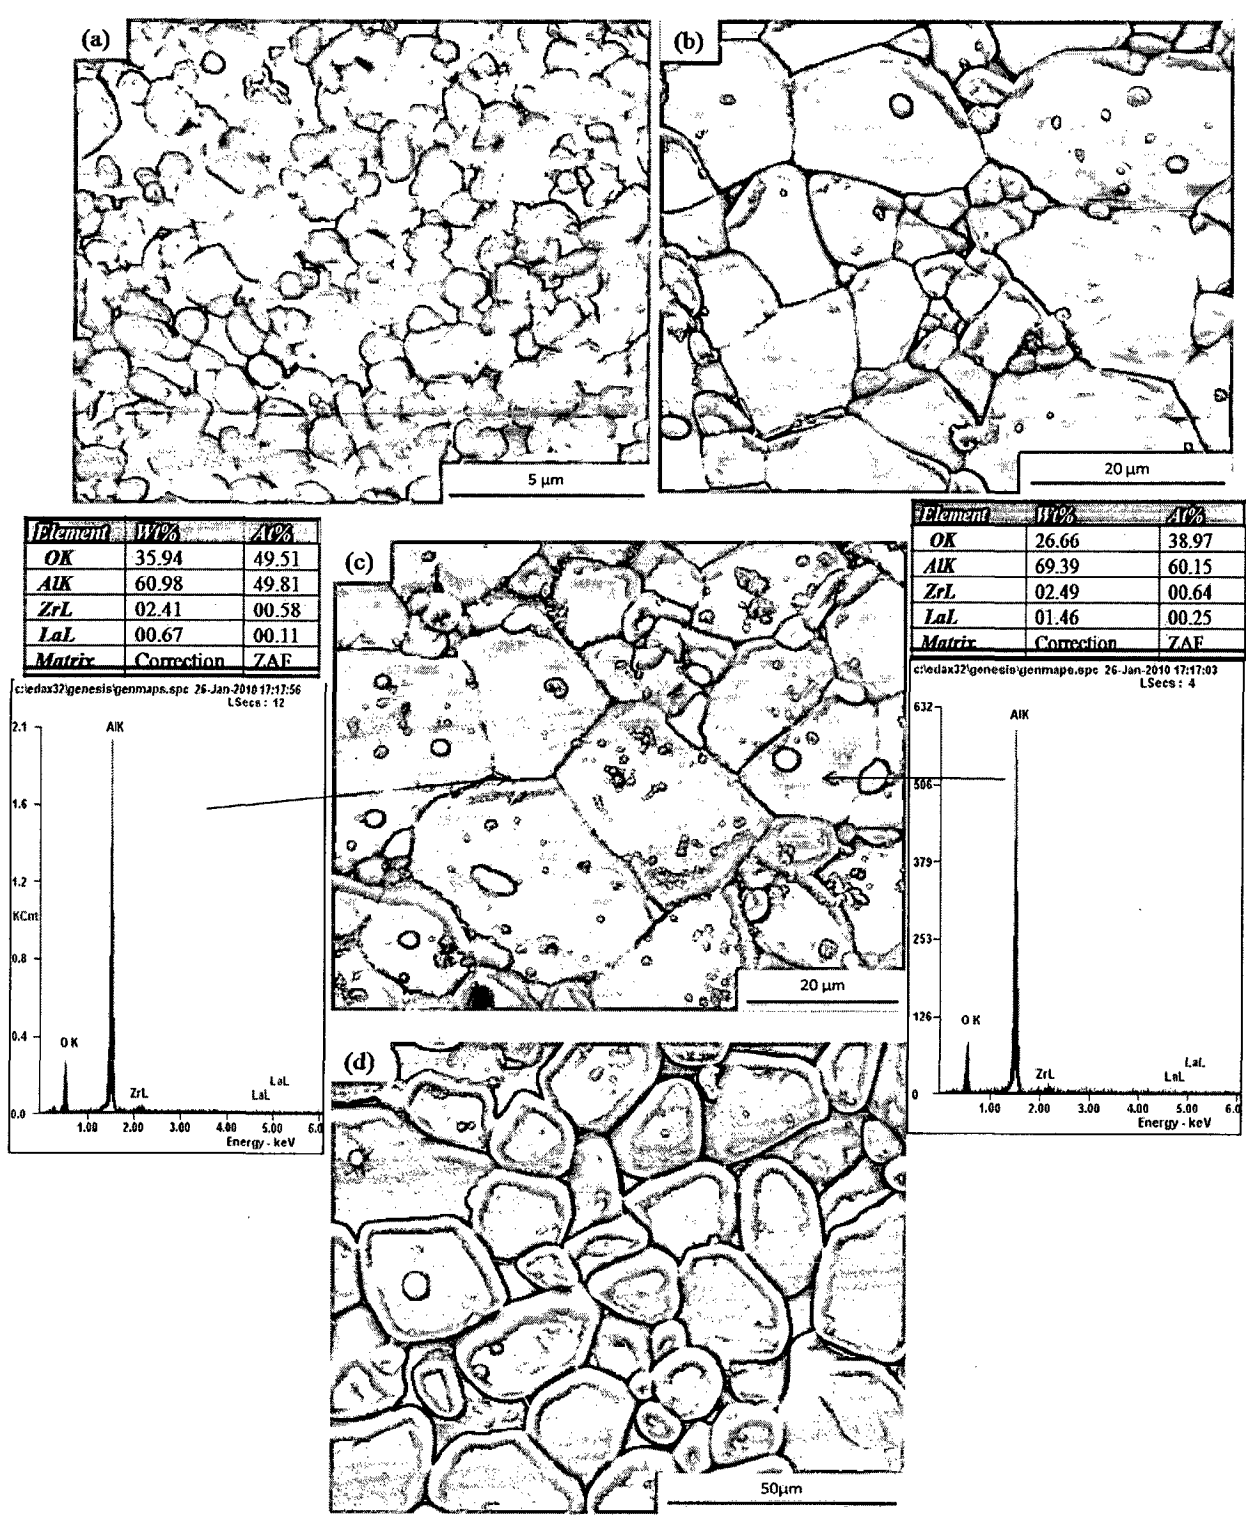 (a)
(b)
5 µm
20 µm
Element Wt% At%
OK 35.94 49.51
AlK 60.98 49.81
ZrL 02.41 00.58
LaL 00.67 00.11
Matrix Correction ZAF
c:\edax32\genesis\genmaps.spc 26-Jan-2010 17:17:56
LSecs : 12
2.1
1.6
1.2
KCnt
0.8
0.4
0.0
AlK
O K
ZrL
LaL
LaL
1.00 2.00 3.00 4.00 5.00 6.0
Energy - keV
(c)
20 µm
Element Wt% At%
OK 26.66 38.97
AlK 69.39 60.15
ZrL 02.49 00.64
LaL 01.46 00.25
Matrix Correction ZAF
c:\edax32\genesis\genmaps.spc 26-Jan-2010 17:17:03
LSecs : 4
632
506
379
253
126
0
AlK
O K
ZrL
LaL
LaL
1.00 2.00 3.00 4.00 5.00 6.0
Energy - keV
(d)
50µm